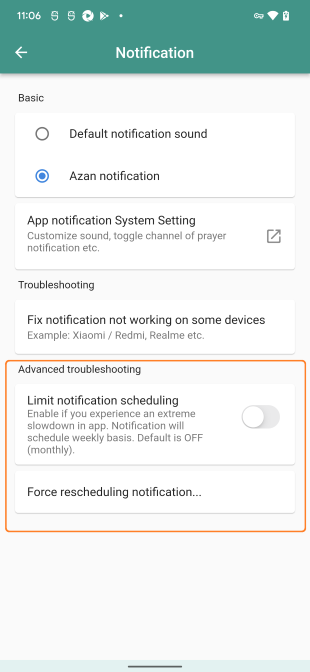 11:06
Notification
Basic
Default notification sound
Azan notification
App notification System Setting
Customize sound, toggle channel of prayer
notification etc.
Troubleshooting
Fix notification not working on some devices
Example: Xiaomi / Redmi, Realme etc.
Advanced troubleshooting
Limit notification scheduling
Enable if you experience an extreme
slowdown in app. Notification will
schedule weekly basis. Default is OFF
(monthly).
Force rescheduling notification...